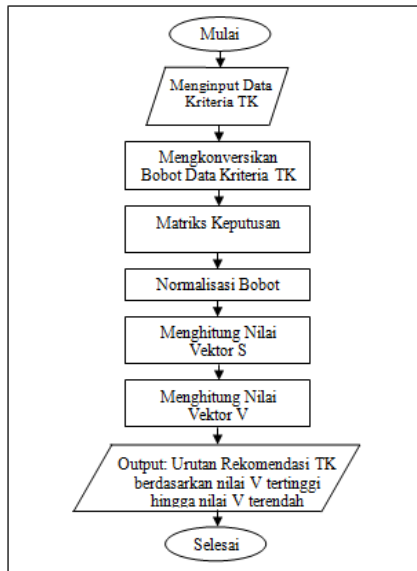 Mulai
Menginput Data
Kriteria TK
Mengkonversikan
Bobot Data Kriteria TK
Matriks Keputusan
Normalisasi Bobot
Menghitung Nilai
Vektor S
Menghitung Nilai
Vektor V
Output: Urutan Rekomendasi TK
berdasarkan nilai V tertinggi
hingga nilai V terendah
Selesai